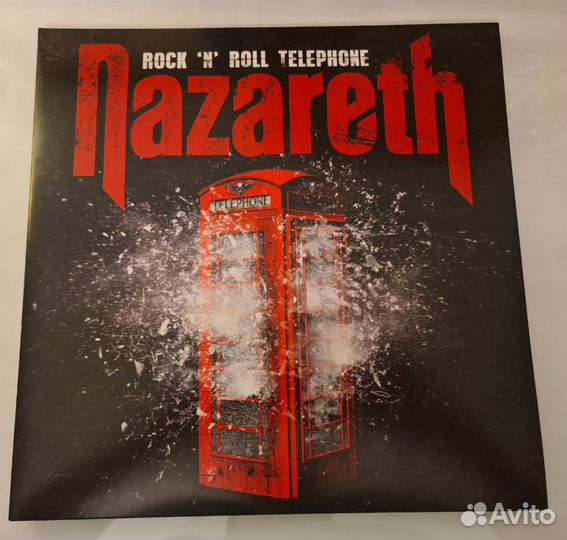 ROCK 'N' ROLL TELEPHONE
Nazareth
TELEPHONE
Avito